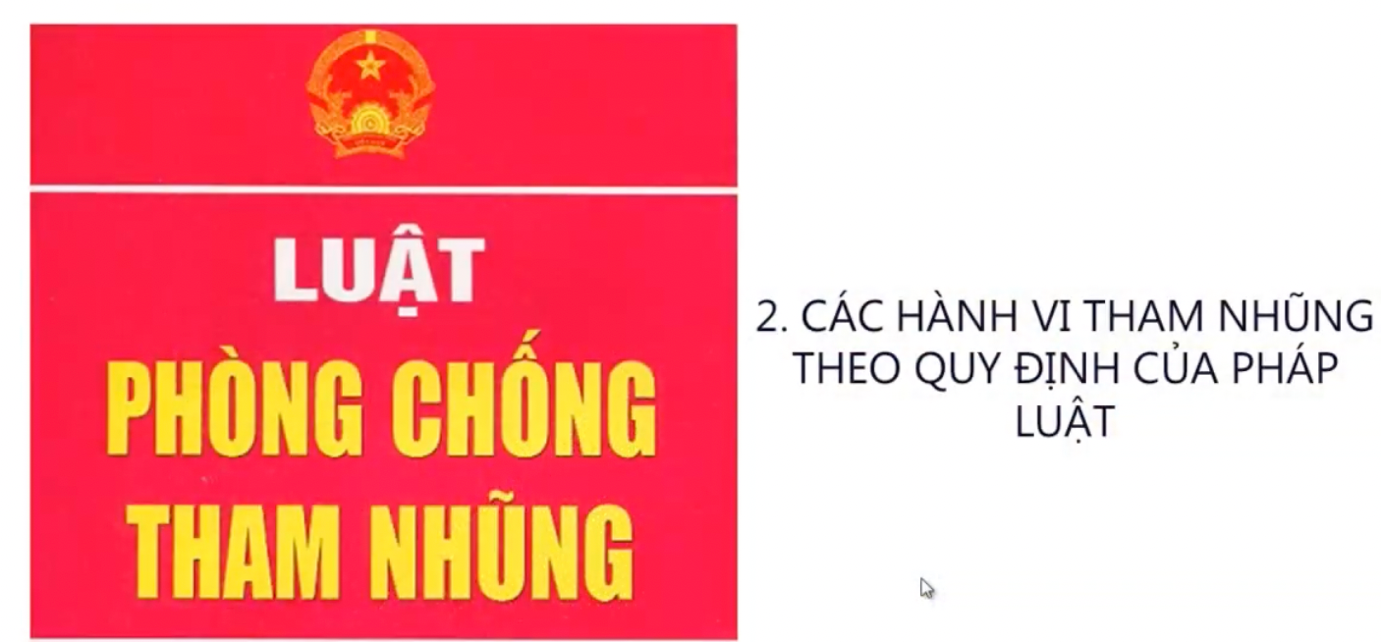 LUẬT
PHÒNG CHỐNG
THAM NHŨNG
2. CÁC HÀNH VI THAM NHŨNG
THEO QUY ĐỊNH CỦA PHÁP
LUẬT